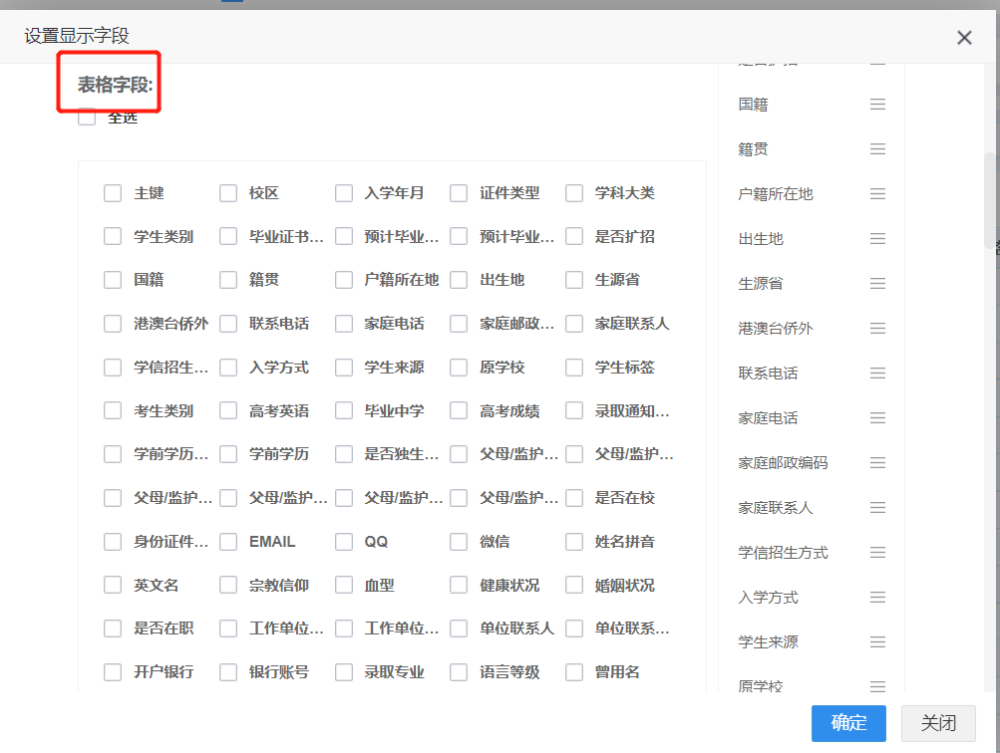 设置显示字段
表格字段:
全选
主键 校区 入学年月 证件类型 学科大类
学生类别 毕业证书... 预计毕业... 预计毕业... 是否扩招
国籍 籍贯 户籍所在地 出生地 生源省
港澳台侨外 联系电话 家庭电话 家庭邮政... 家庭联系人
学信招生... 入学方式 学生来源 原学校 学生标签
考生类别 高考英语 毕业中学 高考成绩 录取通知...
学前学历... 学前学历 是否独生... 父母/监护... 父母/监护...
父母/监护... 父母/监护... 父母/监护... 父母/监护... 是否在校
身份证件... EMAIL QQ 微信 姓名拼音
英文名 宗教信仰 血型 健康状况 婚姻状况
是否在职 工作单位... 工作单位... 单位联系人 单位联系...
开户银行 银行账号 录取专业 语言等级 曾用名
国籍
籍贯
户籍所在地
出生地
生源省
港澳台侨外
联系电话
家庭电话
家庭邮政编码
家庭联系人
学信招生方式
入学方式
学生来源
原学校
确定
关闭